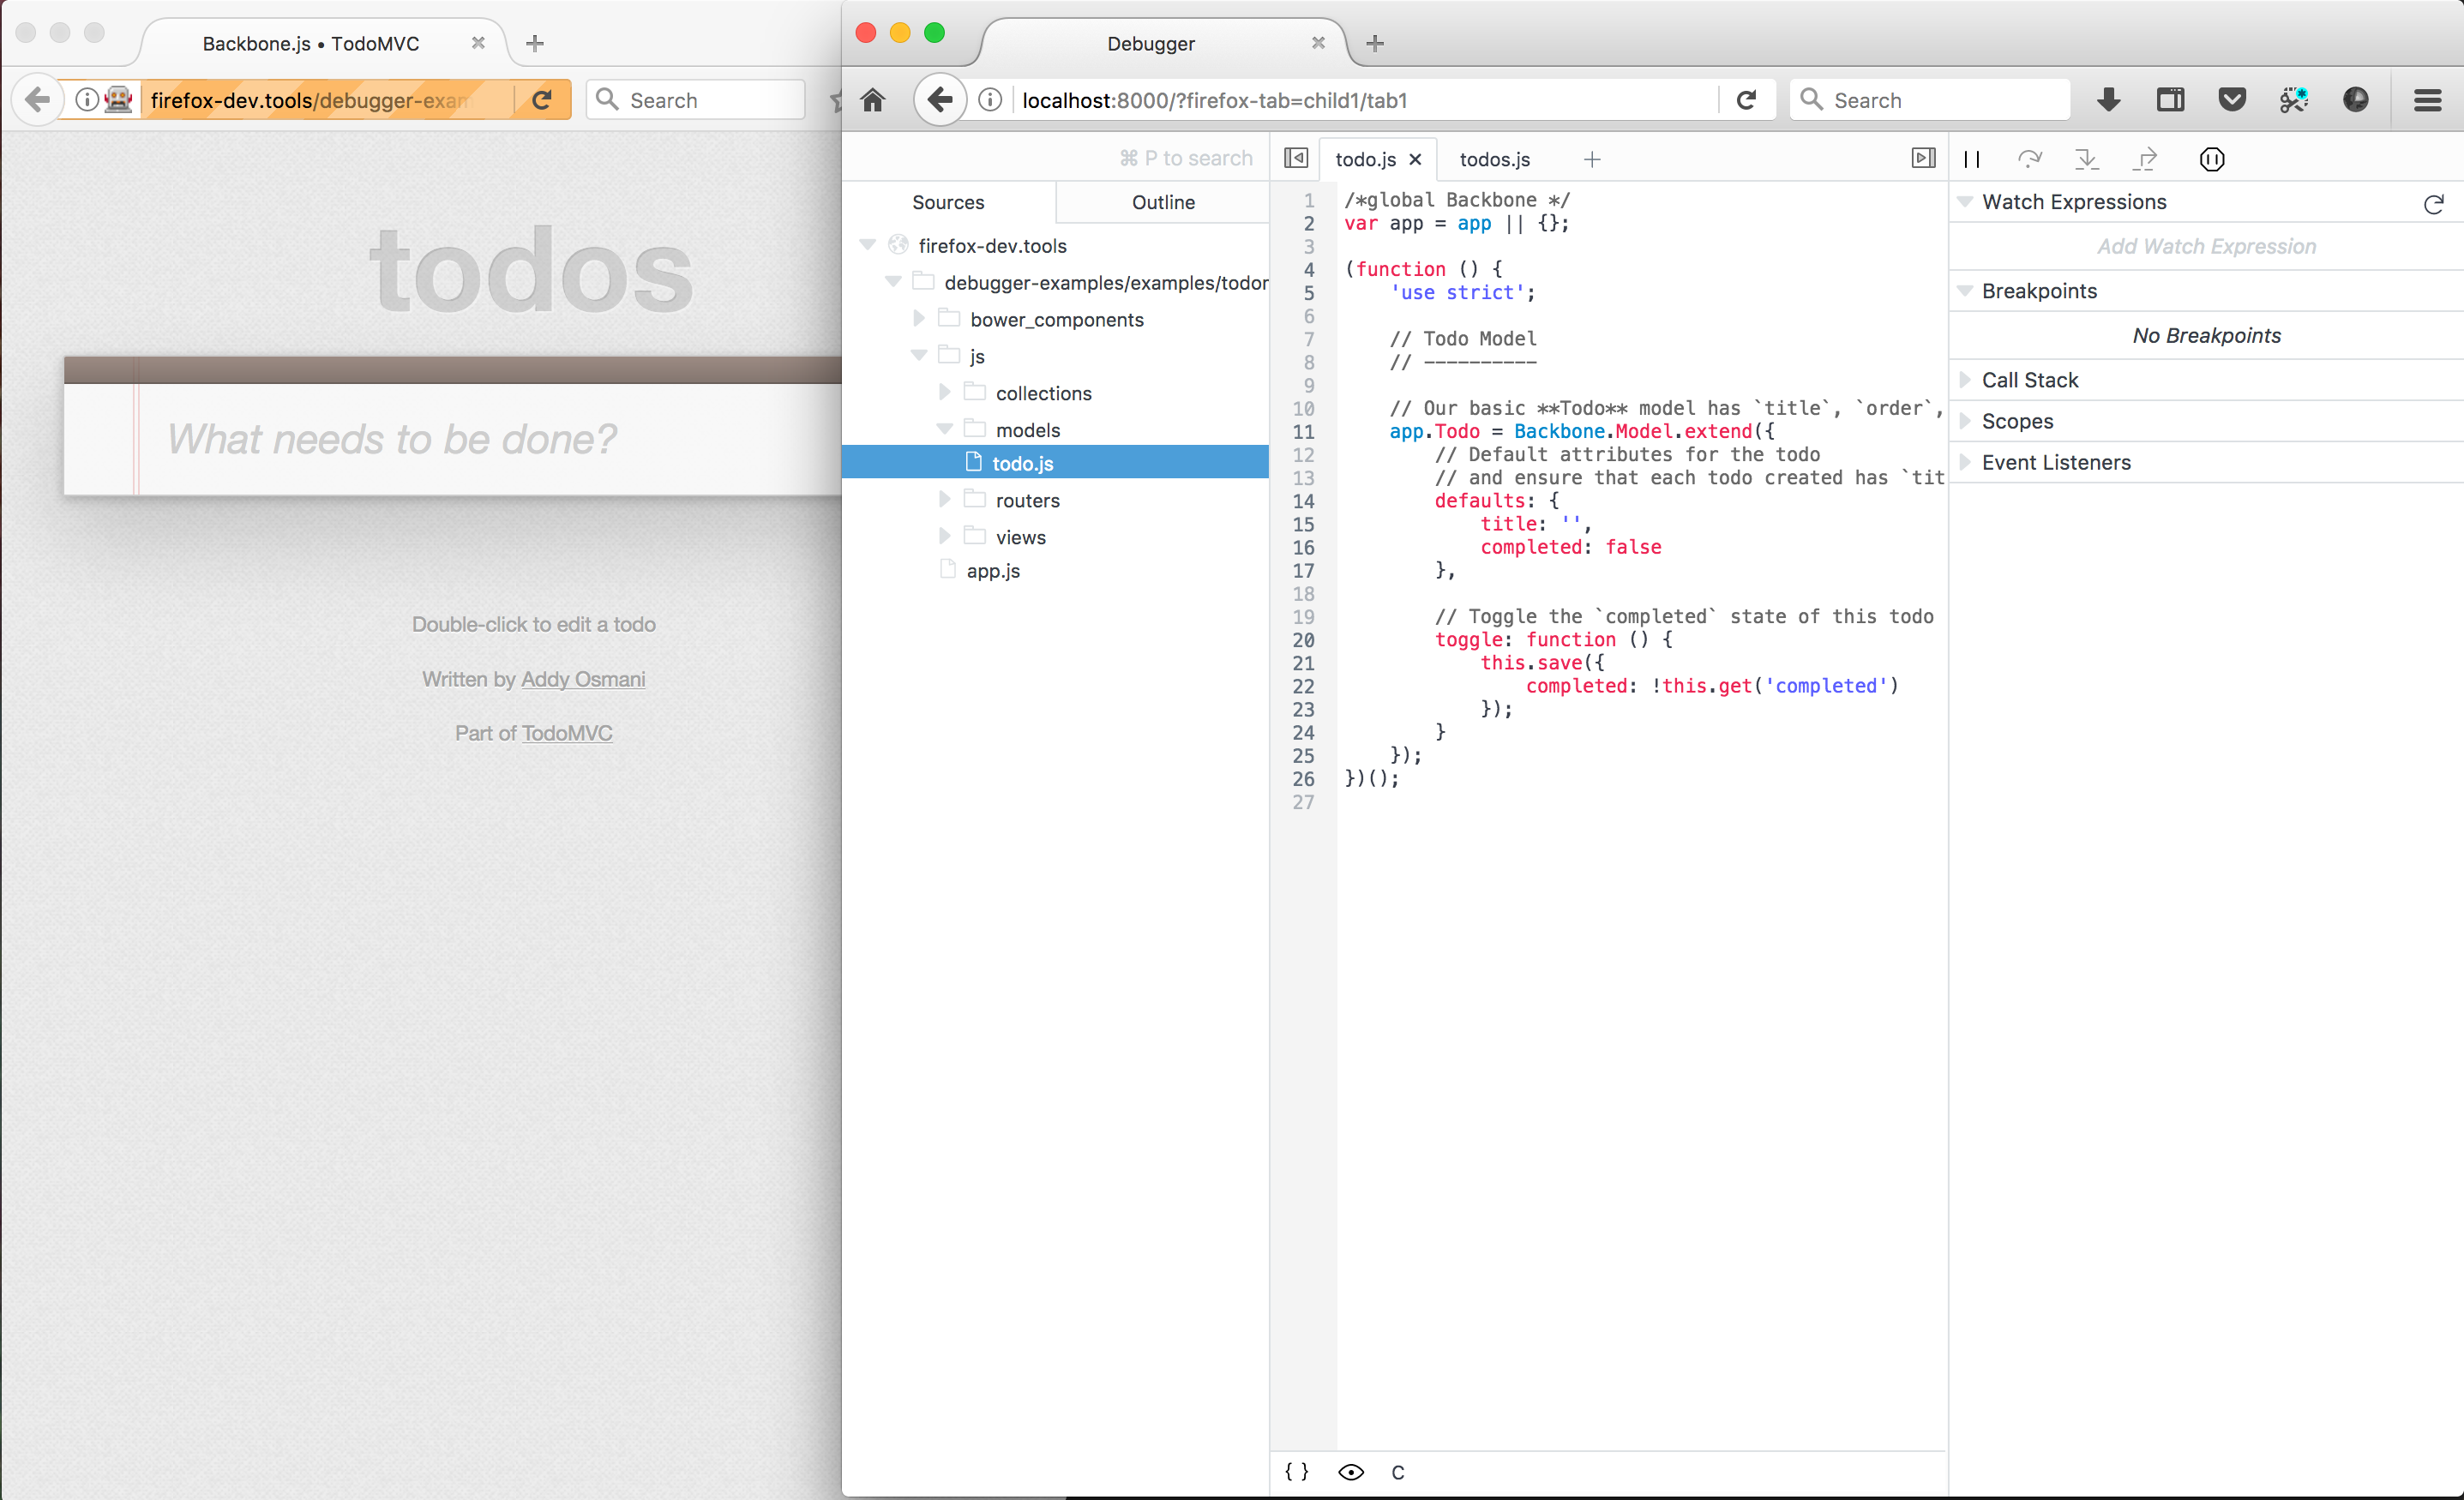 Backbone.js • TodoMVC
firefox-dev.tools/debugger-exam
Search
todos
What needs to be done?
Double-click to edit a todo
Written by Addy Osmani
Part of TodoMVC
Debugger
localhost:8000/?firefox-tab=child1/tab1
Search
⌘ P to search
Sources
Outline
firefox-dev.tools
debugger-examples/examples/todor
bower_components
js
collections
models
todo.js
routers
views
app.js
todo.js
todos.js
1 /*global Backbone */
2 var app = app || {};
3
4 (function () {
5 'use strict';
6
7 // Todo Model
8 // ----------
9
10 // Our basic **Todo** model has `title`, `order`,
11 app.Todo = Backbone.Model.extend({
12 // Default attributes for the todo
13 // and ensure that each todo created has `tit
14 defaults: {
15 title: '',
16 completed: false
17 },
18
19 // Toggle the `completed` state of this todo
20 toggle: function () {
21 this.save({
22 completed: !this.get('completed')
23 });
24 }
25 });
26 })();
27
{ }
C
Watch Expressions
Add Watch Expression
Breakpoints
No Breakpoints
Call Stack
Scopes
Event Listeners